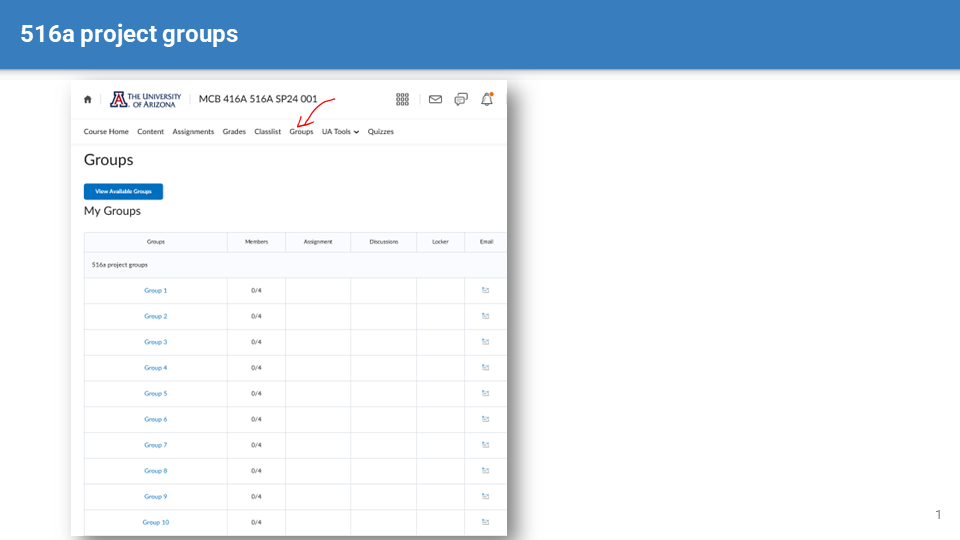 516a project groups
THE UNIVERSITY
OF ARIZONA
MCB 416A 516A SP24 001
Course Home Content Assignments Grades Classlist Groups UA Tools Quizzes
Groups
View Available Groups
My Groups
Groups Members Assignment Discussions Locker Email
516a project groups
Group 1 0/4
Group 2 0/4
Group 3 0/4
Group 4 0/4
Group 5 0/4
Group 6 0/4
Group 7 0/4
Group 8 0/4
Group 9 0/4
Group 10 0/4
1